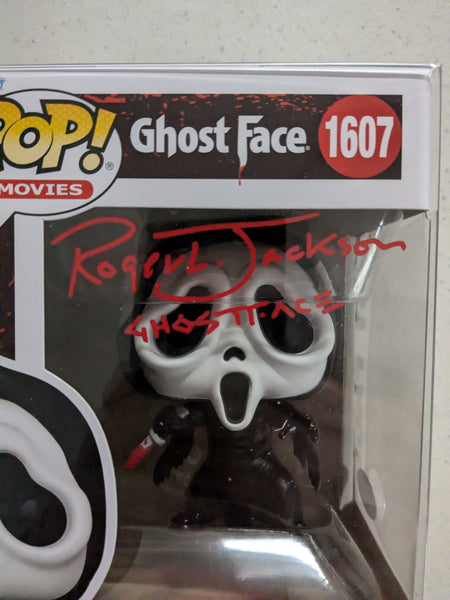 POP!® Ghost Face. 1607
MOVIES
Roger L. Jackson
GHOSTFACE